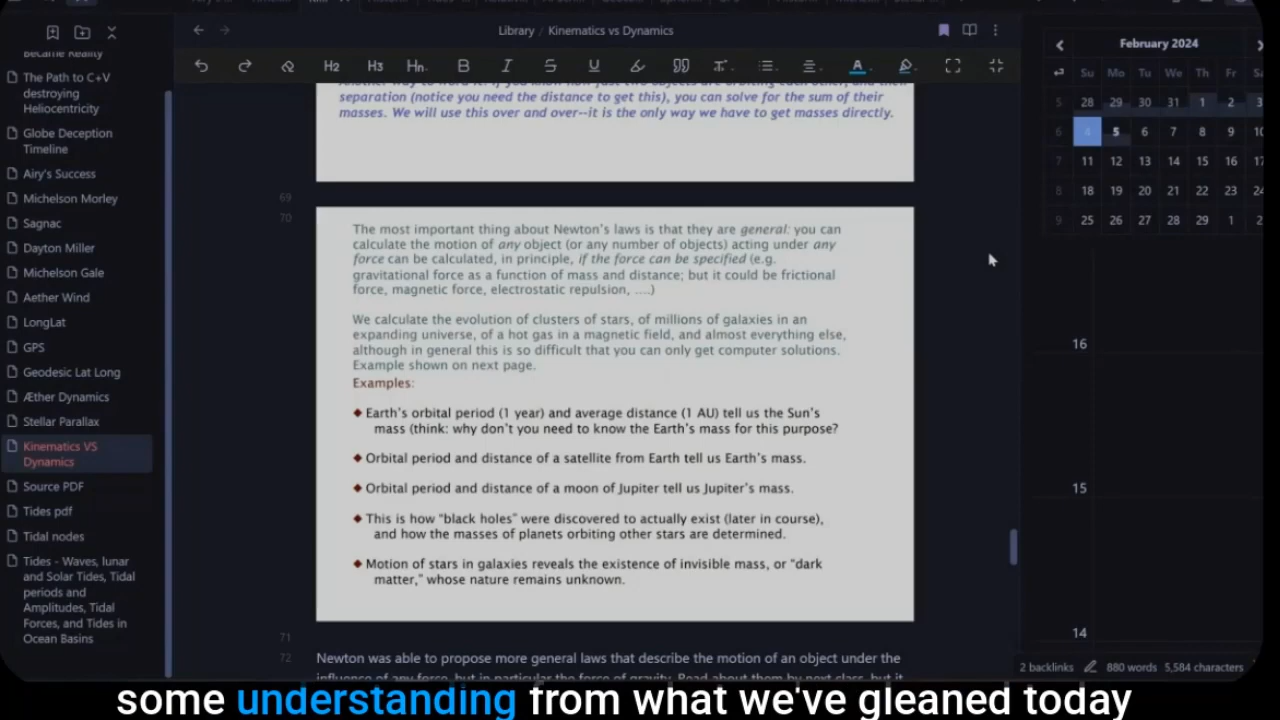 Library / Kinematics vs Dynamics
H2 H3 Hn B I S U
Became Reality
The Path to C+V
destroying
Heliocentricity
Globe Deception
Timeline
Airy's Success
Michelson Morley
Sagnac
Dayton Miller
Michelson Gale
Aether Wind
LongLat
GPS
Geodesic Lat Long
Æther Dynamics
Stellar Parallax
Kinematics VS
Dynamics
Source PDF
Tides pdf
Tidal nodes
Tides - Waves, lunar
and Solar Tides, Tidal
periods and
Amplitudes, Tidal
Forces, and Tides in
Ocean Basins
separation (notice you need the distance to get this), you can solve for the sum of their
masses. We will use this over and over--it is the only way we have to get masses directly.
69
70
The most important thing about Newton's laws is that they are general: you can
calculate the motion of any object (or any number of objects) acting under any
force can be calculated, in principle, if the force can be specified (e.g.
gravitational force as a function of mass and distance; but it could be frictional
force, magnetic force, electrostatic repulsion, ....)
We calculate the evolution of clusters of stars, of millions of galaxies in an
expanding universe, of a hot gas in a magnetic field, and almost everything else,
although in general this is so difficult that you can only get computer solutions.
Example shown on next page.
Examples:
◆ Earth's orbital period (1 year) and average distance (1 AU) tell us the Sun's
mass (think: why don't you need to know the Earth's mass for this purpose?
◆ Orbital period and distance of a satellite from Earth tell us Earth's mass.
◆ Orbital period and distance of a moon of Jupiter tell us Jupiter's mass.
◆ This is how "black holes" were discovered to actually exist (later in course),
and how the masses of planets orbiting other stars are determined.
◆ Motion of stars in galaxies reveals the existence of invisible mass, or "dark
matter," whose nature remains unknown.
71
72
Newton was able to propose more general laws that describe the motion of an object under the
February 2024
Su Mo Tu We Th Fr S
5 28 29 30 31 1 2 3
6 4 5 6 7 8 9 10
7 11 12 13 14 15 16 17
8 18 19 20 21 22 23 24
9 25 26 27 28 29 1 2
16
15
14
2 backlinks 880 words 5,584 characters
some understanding from what we've gleaned today